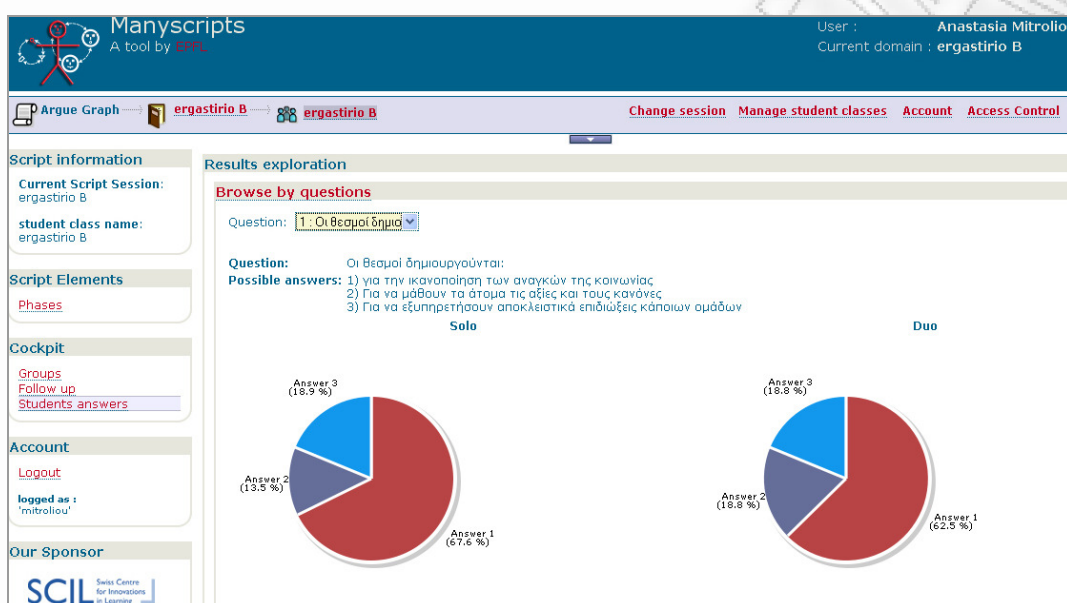 Manyscripts
A tool by EPFL
User : Anastasia Mitrolio
Current domain : ergastirio B
Argue Graph ergastirio B ergastirio B
Change session Manage student classes Account Access Control
Script information
Current Script Session:
ergastirio B
student class name:
ergastirio B
Script Elements
Phases
Cockpit
Groups
Follow up
Students answers
Account
Logout
logged as :
'mitroliou'
Our Sponsor
SCIL Swiss Centre
for Innovations
in Learning
Results exploration
Browse by questions
Question: 1 : Οι θεσμοί δημιο
Question: Οι θεσμοί δημιουργούνται:
Possible answers: 1) για την ικανοποίηση των αναγκών της κοινωνίας
2) Για να μάθουν τα άτομα τις αξίες και τους κανόνες
3) Για να εξυπηρετήσουν αποκλειστικά επιδιώξεις κάποιων ομάδων
Solo
Answer 3
(18.9 %)
Answer 2
(13.5 %)
Answer 1
(67.6 %)
Duo
Answer 3
(18.8 %)
Answer 2
(18.8 %)
Answer 1
(62.5 %)